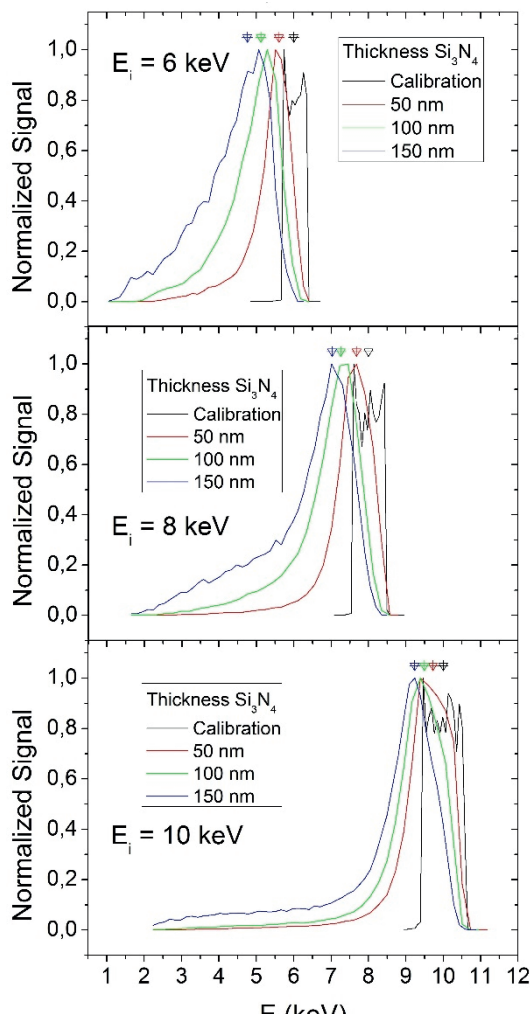 E_i = 6 keV
Thickness Si₃N₄
Calibration
50 nm
100 nm
150 nm
Normalized Signal
1,0
0,8
0,6
0,4
0,2
0,0
E_i = 8 keV
Thickness Si₃N₄
Calibration
50 nm
100 nm
150 nm
Normalized Signal
1,0
0,8
0,6
0,4
0,2
0,0
E_i = 10 keV
Thickness Si₃N₄
Calibration
50 nm
100 nm
150 nm
Normalized Signal
1,0
0,8
0,6
0,4
0,2
0,0
1 2 3 4 5 6 7 8 9 10 11 12
E (keV)